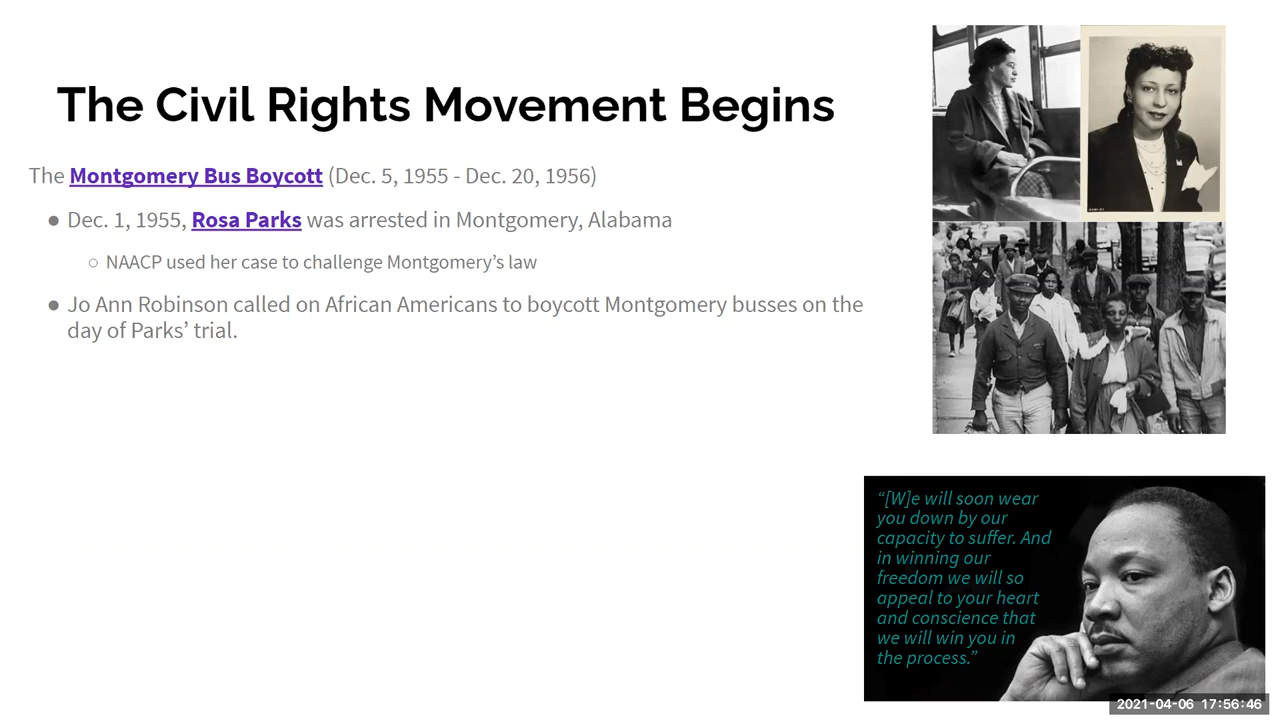 The Civil Rights Movement Begins
The Montgomery Bus Boycott (Dec. 5, 1955 - Dec. 20, 1956)
● Dec. 1, 1955, Rosa Parks was arrested in Montgomery, Alabama
○ NAACP used her case to challenge Montgomery’s law
● Jo Ann Robinson called on African Americans to boycott Montgomery busses on the
day of Parks’ trial.
“[W]e will soon wear
you down by our
capacity to suffer. And
in winning our
freedom we will so
appeal to your heart
and conscience that
we will win you in
the process.”
2021-04-06 17:56:46